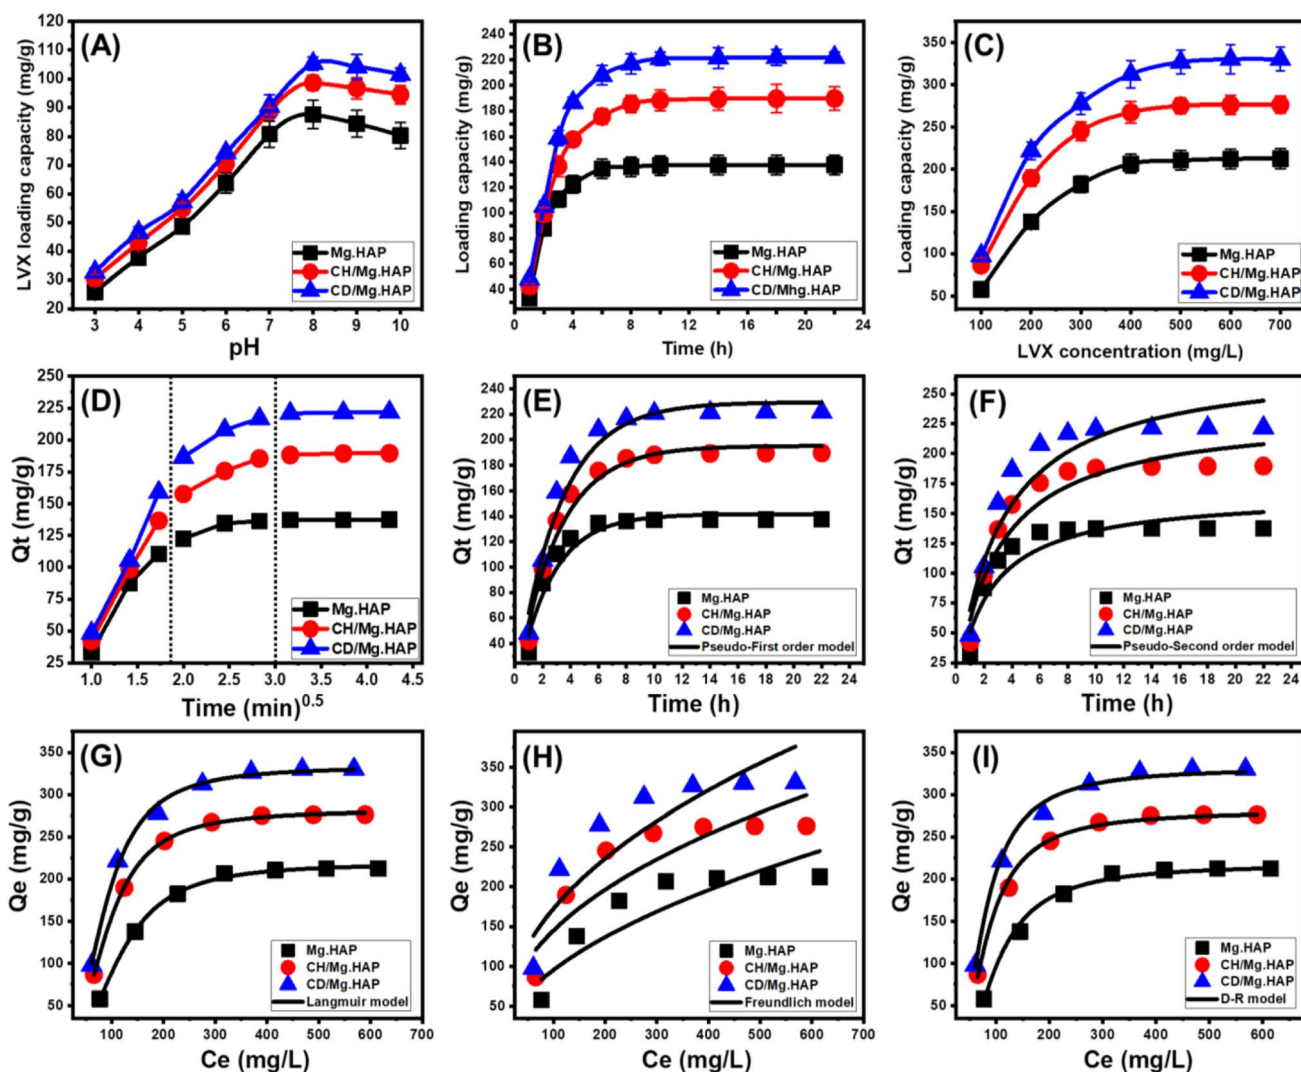 (A)
LVX loading capacity (mg/g)
120
110
100
90
80
70
60
50
40
30
20
Mg.HAP
CH/Mg.HAP
CD/Mg.HAP
3 4 5 6 7 8 9 10
pH
(B)
Loading capacity (mg/g)
240
220
200
180
160
140
120
100
80
60
40
Mg.HAP
CH/Mg.HAP
CD/Mhg.HAP
0 4 8 12 16 20 24
Time (h)
(C)
Loading capacity (mg/g)
350
300
250
200
150
100
50
Mg.HAP
CH/Mg.HAP
CD/Mg.HAP
100 200 300 400 500 600 700
LVX concentration (mg/L)
(D)
Qt (mg/g)
250
225
200
175
150
125
100
75
50
25
Mg.HAP
CH/Mg.HAP
CD/Mg.HAP
1.0 1.5 2.0 2.5 3.0 3.5 4.0 4.5
Time (min)0.5
(E)
Qt (mg/g)
240
220
200
180
160
140
120
100
80
60
40
Mg.HAP
CH/Mg.HAP
CD/Mg.HAP
Pseudo-First order model
0 2 4 6 8 10 12 14 16 18 20 22 24
Time (h)
(F)
Qt (mg/g)
250
225
200
175
150
125
100
75
50
25
Mg.HAP
CH/Mg.HAP
CD/Mg.HAP
Pseudo-Second order model
0 2 4 6 8 10 12 14 16 18 20 22 24
Time (h)
(G)
Qe (mg/g)
350
300
250
200
150
100
50
Mg.HAP
CH/Mg.HAP
CD/Mg.HAP
Langmuir model
100 200 300 400 500 600 700
Ce (mg/L)
(H)
Qe (mg/g)
350
300
250
200
150
100
50
Mg.HAP
CH/Mg.HAP
CD/Mg.HAP
Freundlich model
0 100 200 300 400 500 600 700
Ce (mg/L)
(I)
Qe (mg/g)
350
300
250
200
150
100
50
Mg.HAP
CH/Mg.HAP
CD/Mg.HAP
D-R model
100 200 300 400 500 600
Ce (mg/L)